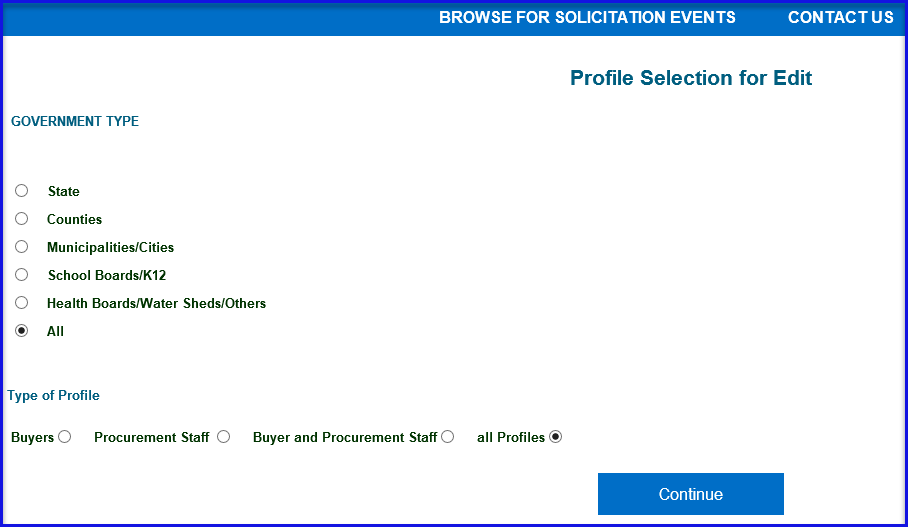 BROWSE FOR SOLICITATION EVENTS CONTACT US
Profile Selection for Edit
GOVERNMENT TYPE
State
Counties
Municipalities/Cities
School Boards/K12
Health Boards/Water Sheds/Others
All
Type of Profile
Buyers Procurement Staff Buyer and Procurement Staff all Profiles
Continue